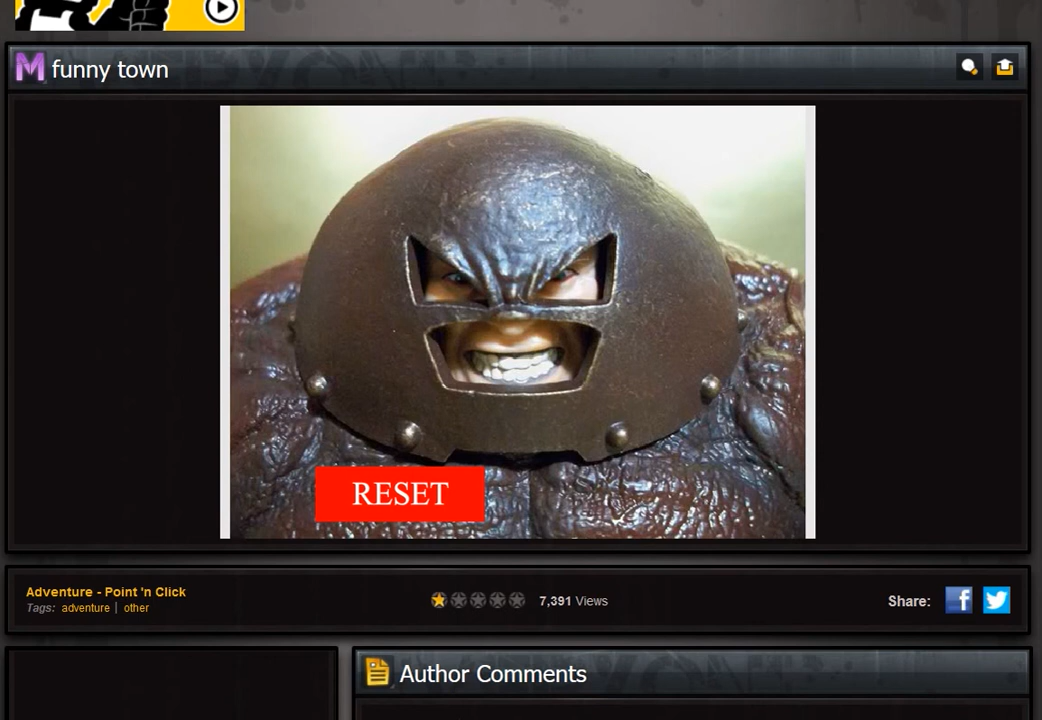 M funny town
RESET
Adventure - Point 'n Click
Tags: adventure | other
7,391 Views
Share: f
Author Comments